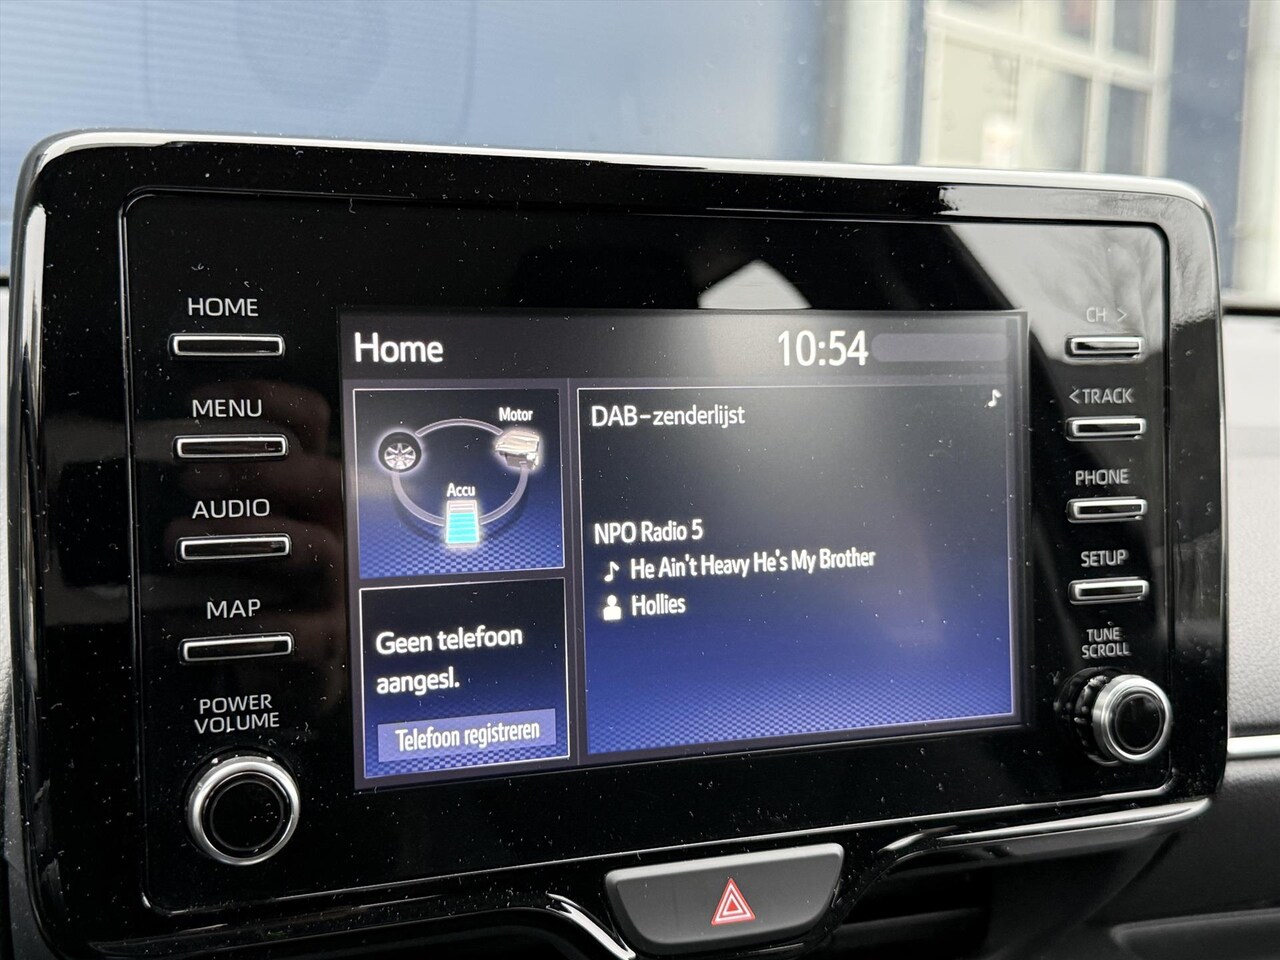 HOME
MENU
AUDIO
MAP
POWER
VOLUME
Home
10:54
Motor
Accu
Geen telefoon
aangesl.
Telefoon registreren
DAB-zenderlijst
NPO Radio 5
He Ain't Heavy He's My Brother
Hollies
CH >
<TRACK
PHONE
SETUP
TUNE
SCROLL